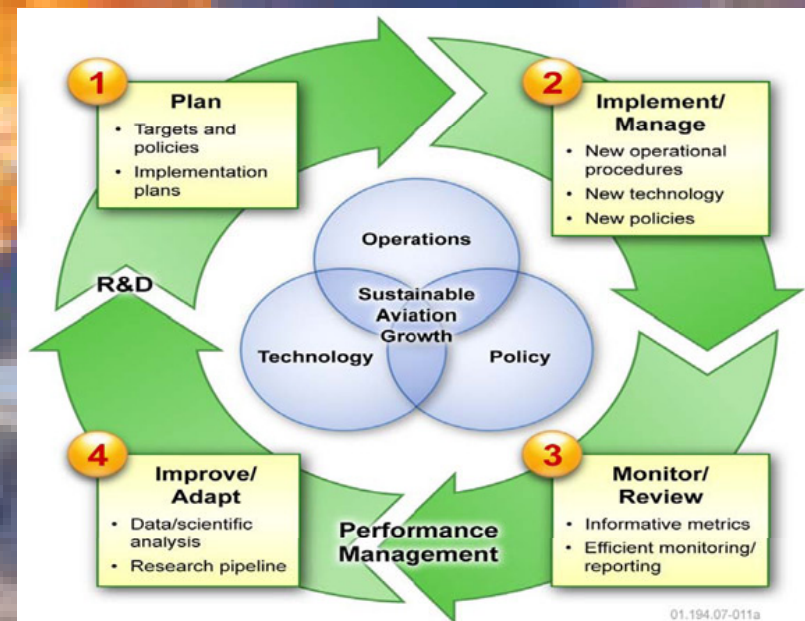 1
Plan
• Targets and
policies
• Implementation
plans
2
Implement/
Manage
• New operational
procedures
• New technology
• New policies
Operations
Sustainable
Aviation
Growth
Technology
Policy
R&D
4
Improve/
Adapt
• Data/scientific
analysis
• Research pipeline
Performance
Management
3
Monitor/
Review
• Informative metrics
• Efficient monitoring/
reporting
01.194.07-011a